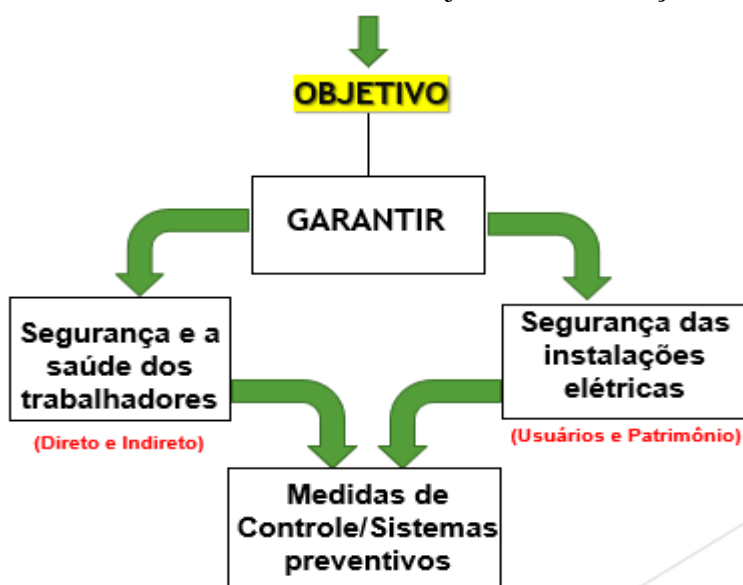 OBJETIVO
GARANTIR
Segurança e a
saúde dos
trabalhadores
(Direto e Indireto)
Segurança das
instalações
elétricas
(Usuários e Patrimônio)
Medidas de
Controle/Sistemas
preventivos